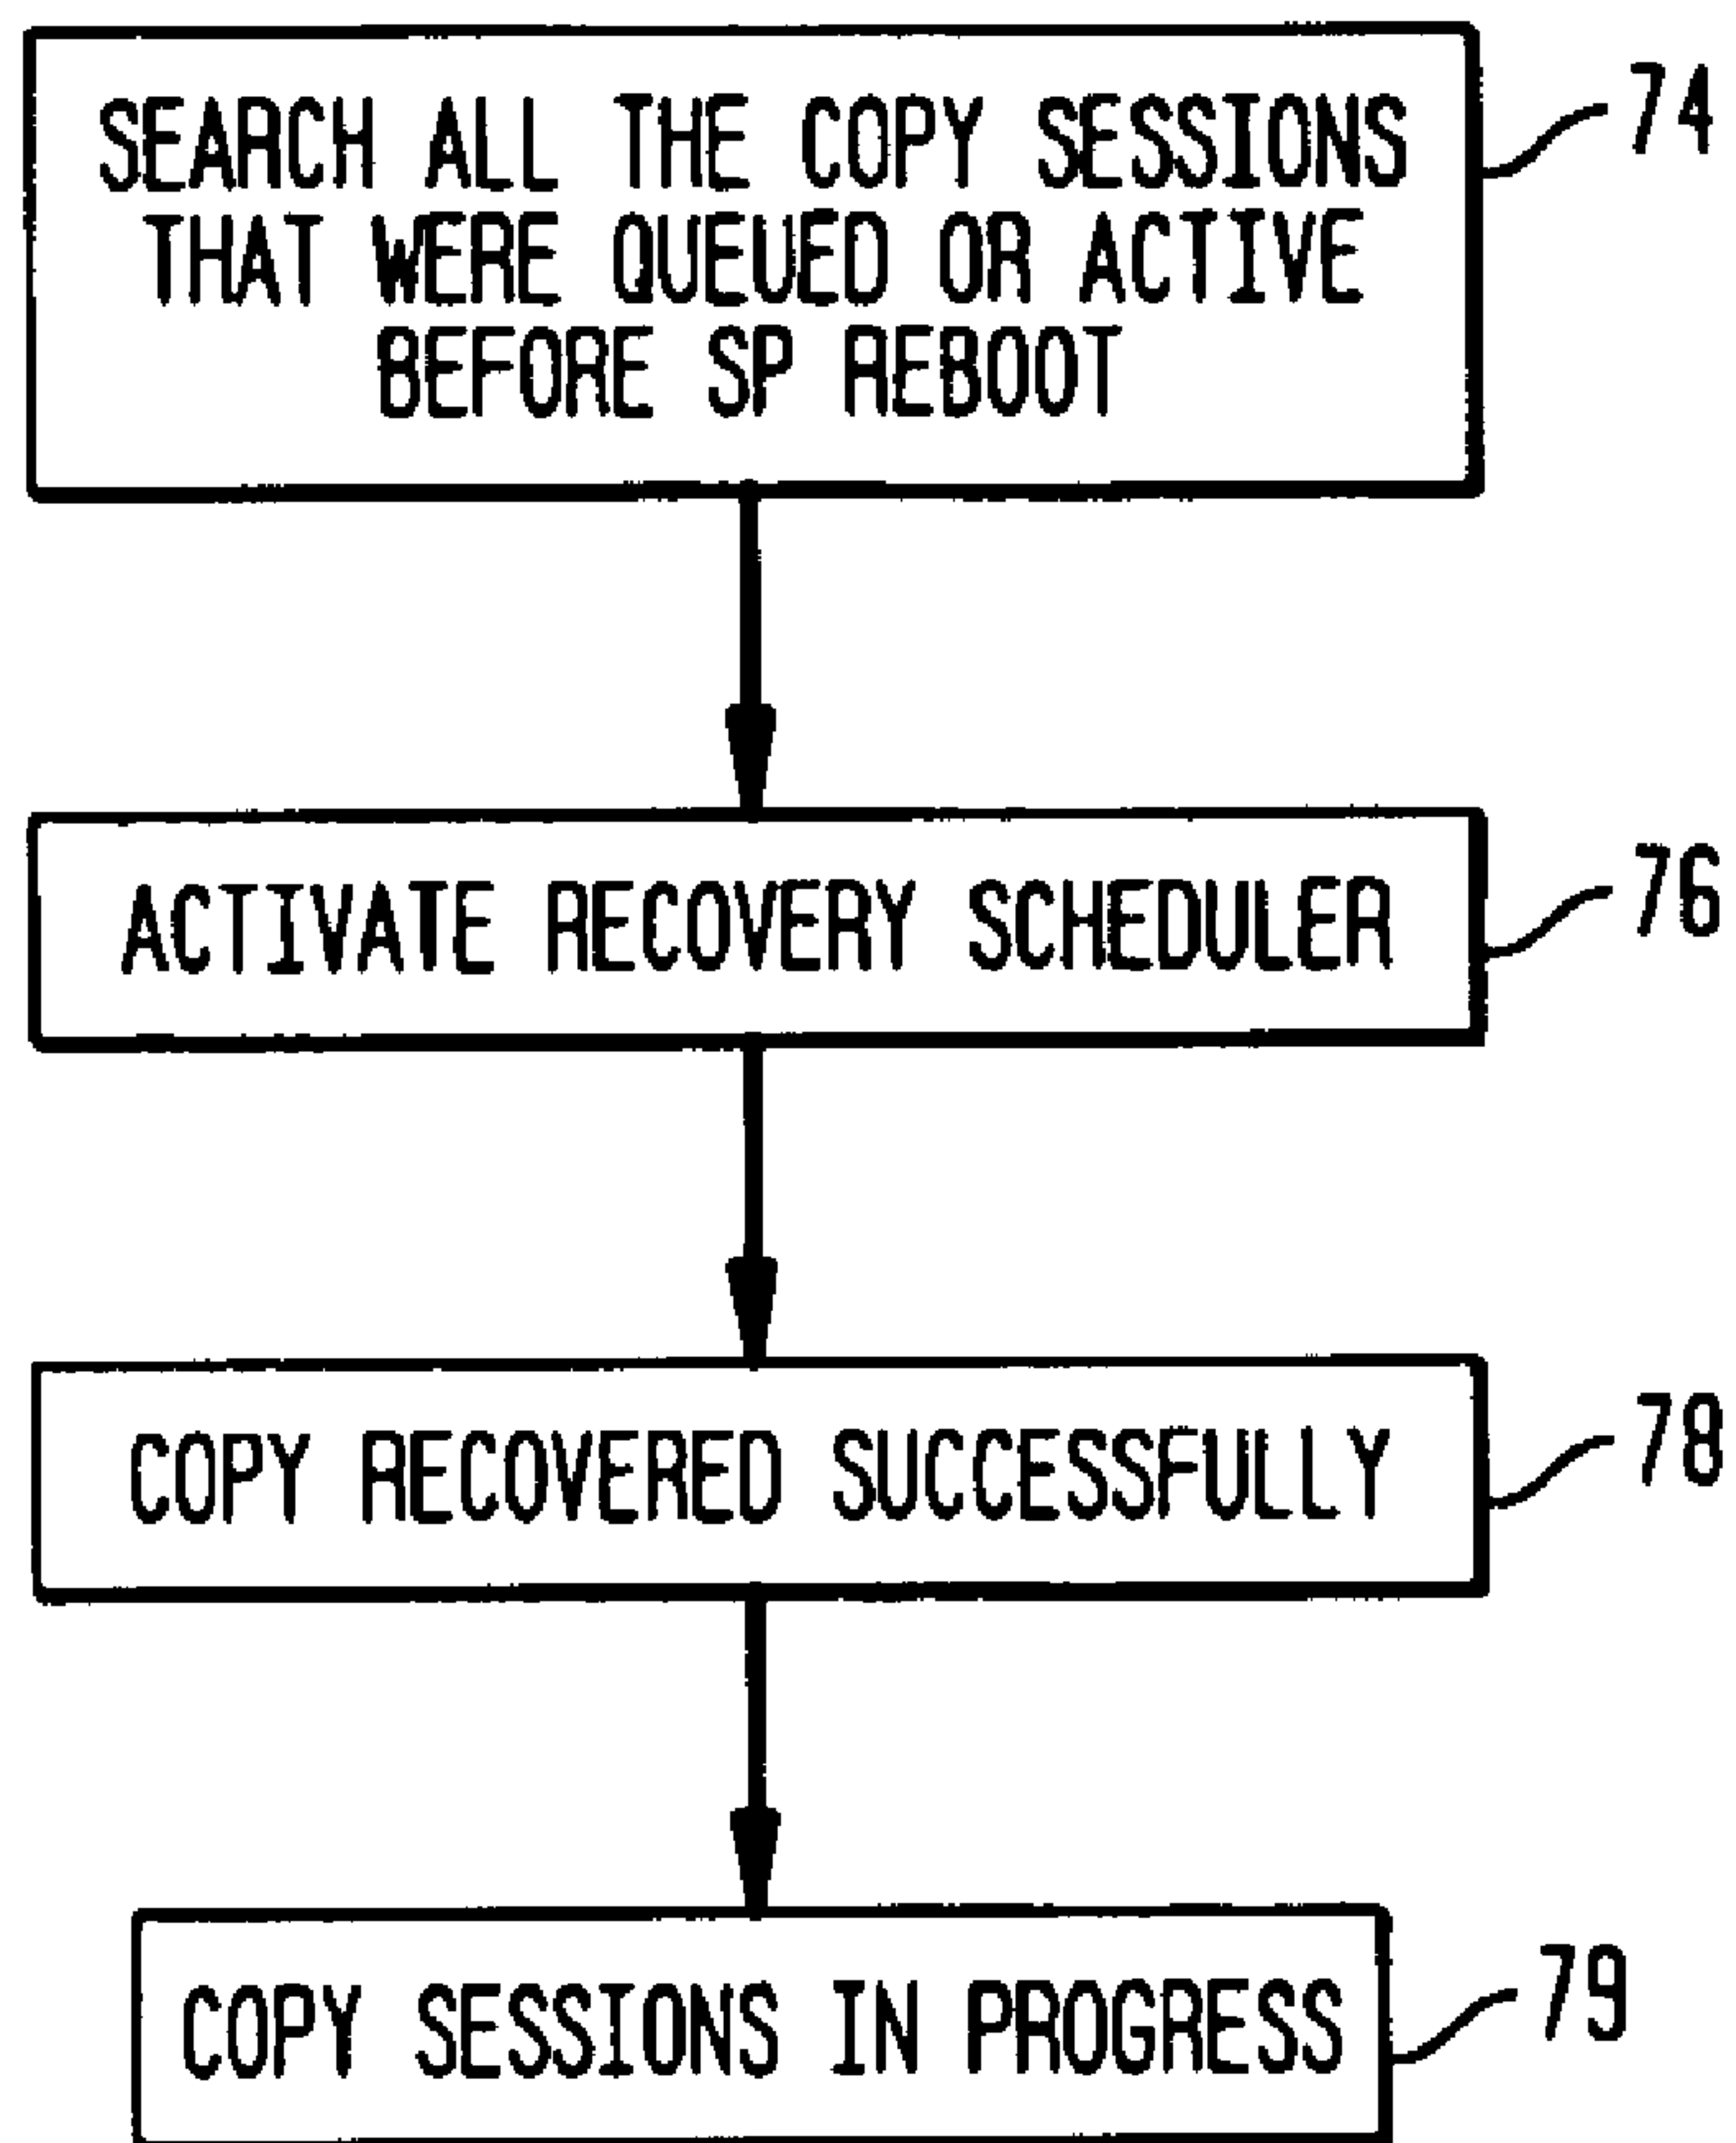 SEARCH ALL THE COPY SESSIONS
THAT WERE QUEUED OR ACTIVE
BEFORE SP REBOOT
74
ACTIVATE RECOVERY SCHEDULER
76
COPY RECOVERED SUCCESSFULLY
78
COPY SESSIONS IN PROGRESS
79